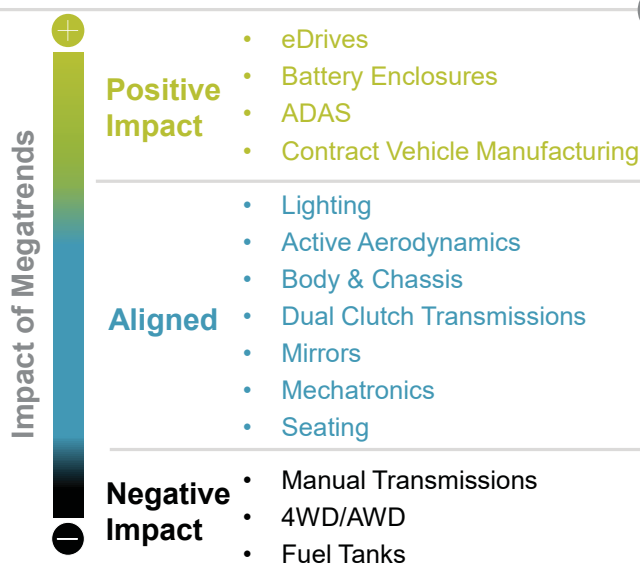 Impact of Megatrends
Positive
Impact
• eDrives
• Battery Enclosures
• ADAS
• Contract Vehicle Manufacturing
Aligned
• Lighting
• Active Aerodynamics
• Body & Chassis
• Dual Clutch Transmissions
• Mirrors
• Mechatronics
• Seating
Negative
Impact
• Manual Transmissions
• 4WD/AWD
• Fuel Tanks